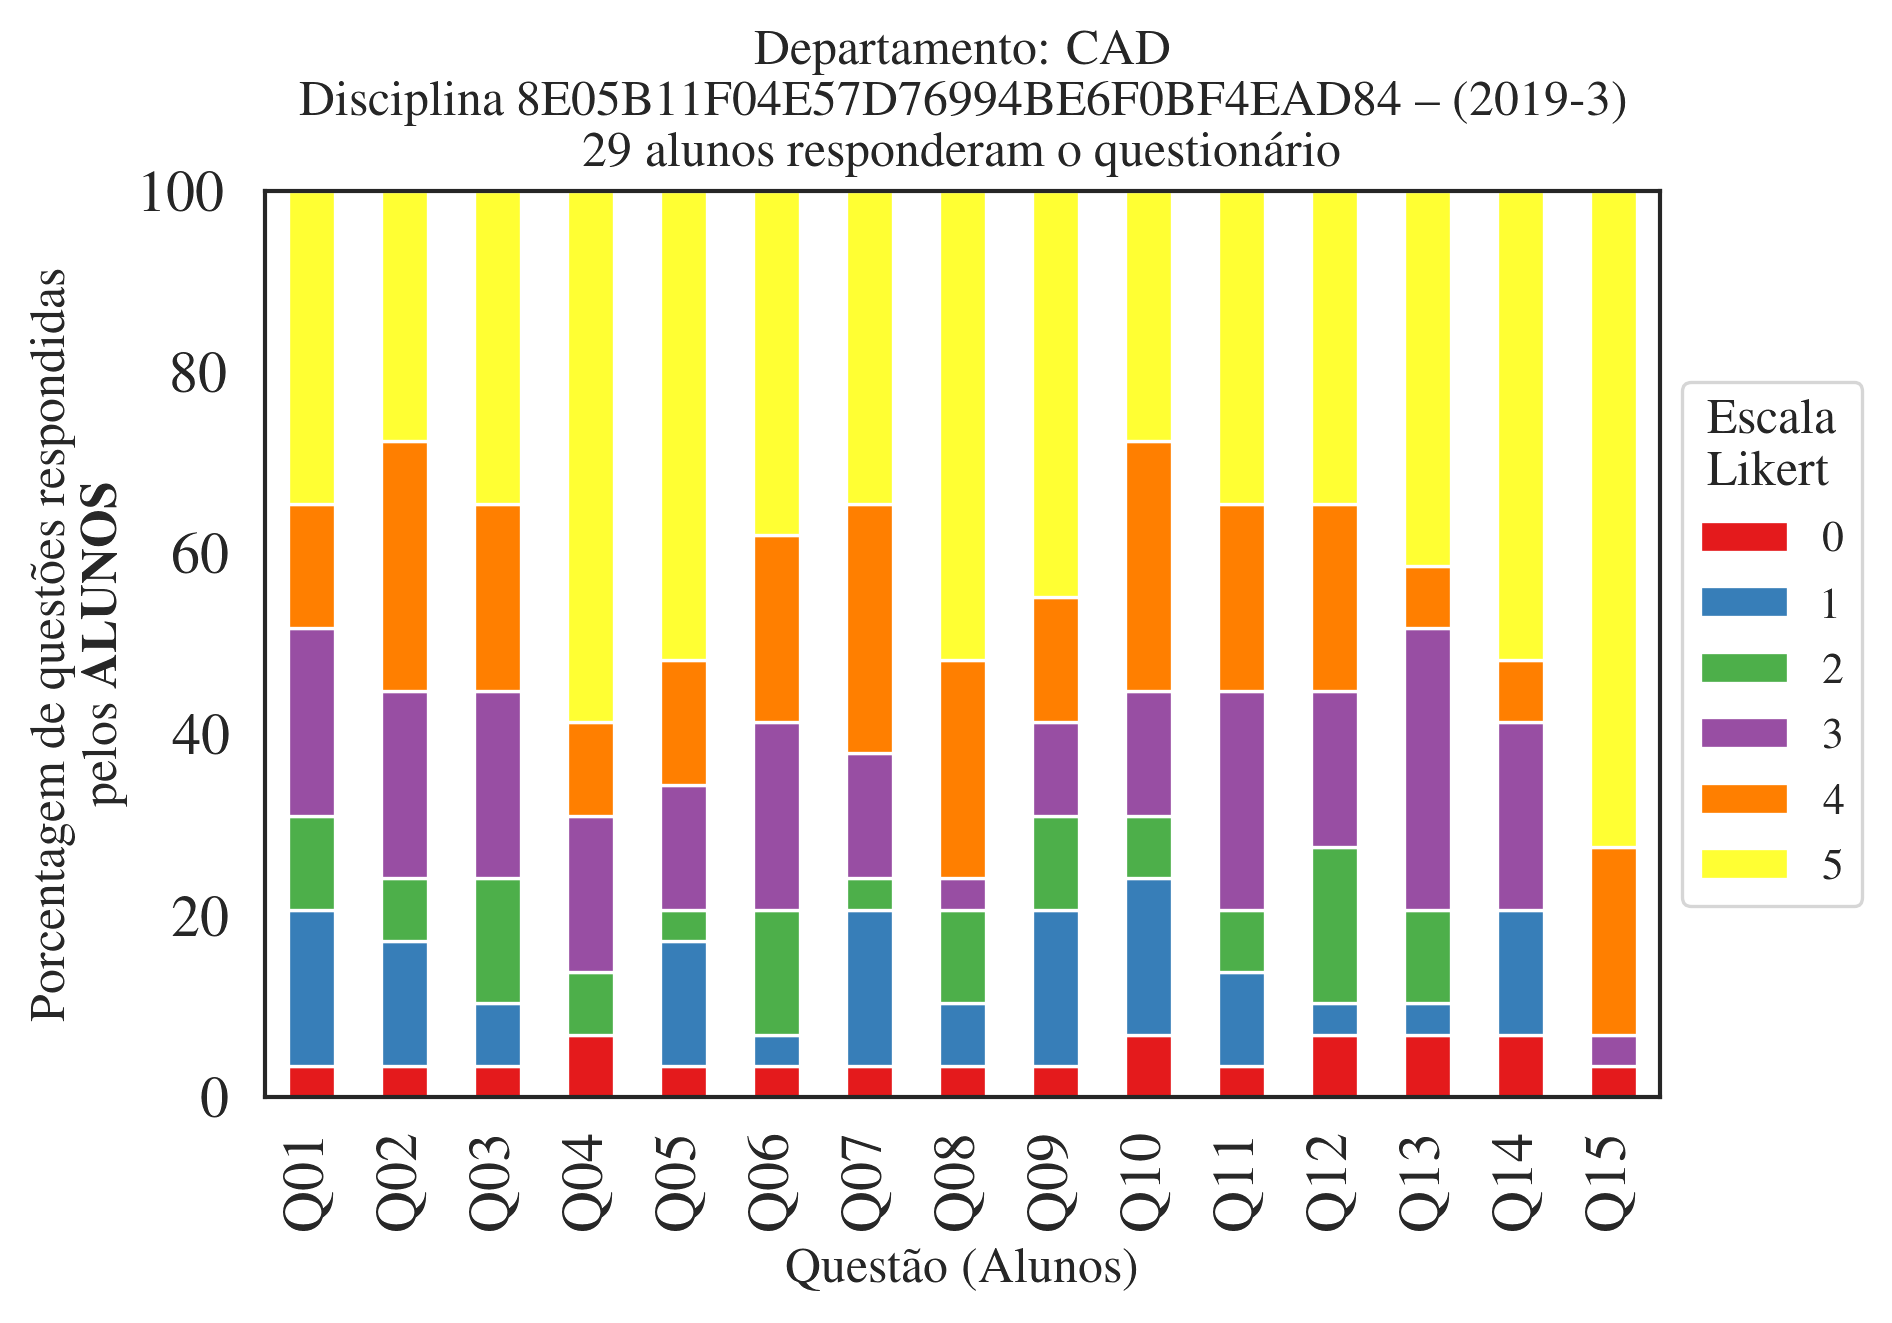 Departamento: CAD
Disciplina 8E05B11F04E57D76994BE6F0BF4EAD84 – (2019-3)
29 alunos responderam o questionário
Porcentagem de questões respondidas
pelos ALUNOS
100
80
60
40
20
0
Q01
Q02
Q03
Q04
Q05
Q06
Q07
Q08
Q09
Q10
Q11
Q12
Q13
Q14
Q15
Questão (Alunos)
Escala
Likert
0
1
2
3
4
5